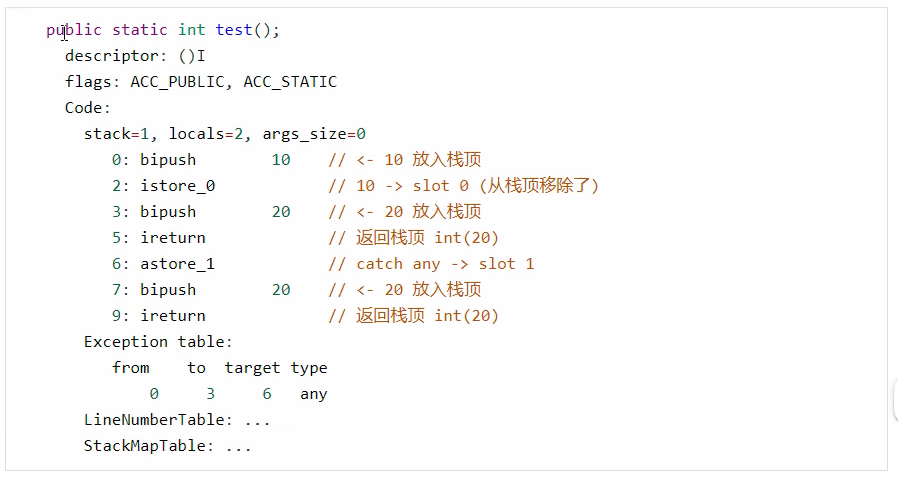 public static int test();
descriptor: ()I
flags: ACC_PUBLIC, ACC_STATIC
Code:
stack=1, locals=2, args_size=0
0: bipush 10 // <- 10 放入栈顶
2: istore_0 // 10 -> slot 0 (从栈顶移除了)
3: bipush 20 // <- 20 放入栈顶
5: ireturn // 返回栈顶 int(20)
6: astore_1 // catch any -> slot 1
7: bipush 20 // <- 20 放入栈顶
9: ireturn // 返回栈顶 int(20)
Exception table:
from to target type
0 3 6 any
LineNumberTable: ...
StackMapTable: ...